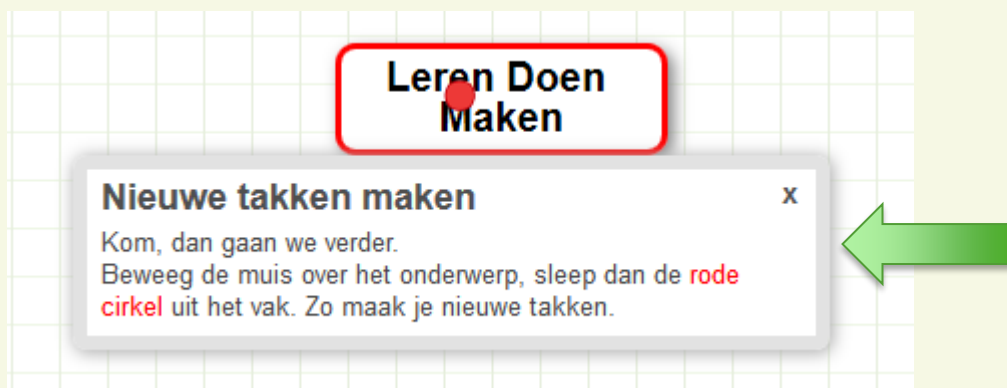 Leren Doen
Maken
Nieuwe takken maken
x
Kom, dan gaan we verder.
Beweeg de muis over het onderwerp, sleep dan de rode
cirkel uit het vak. Zo maak je nieuwe takken.